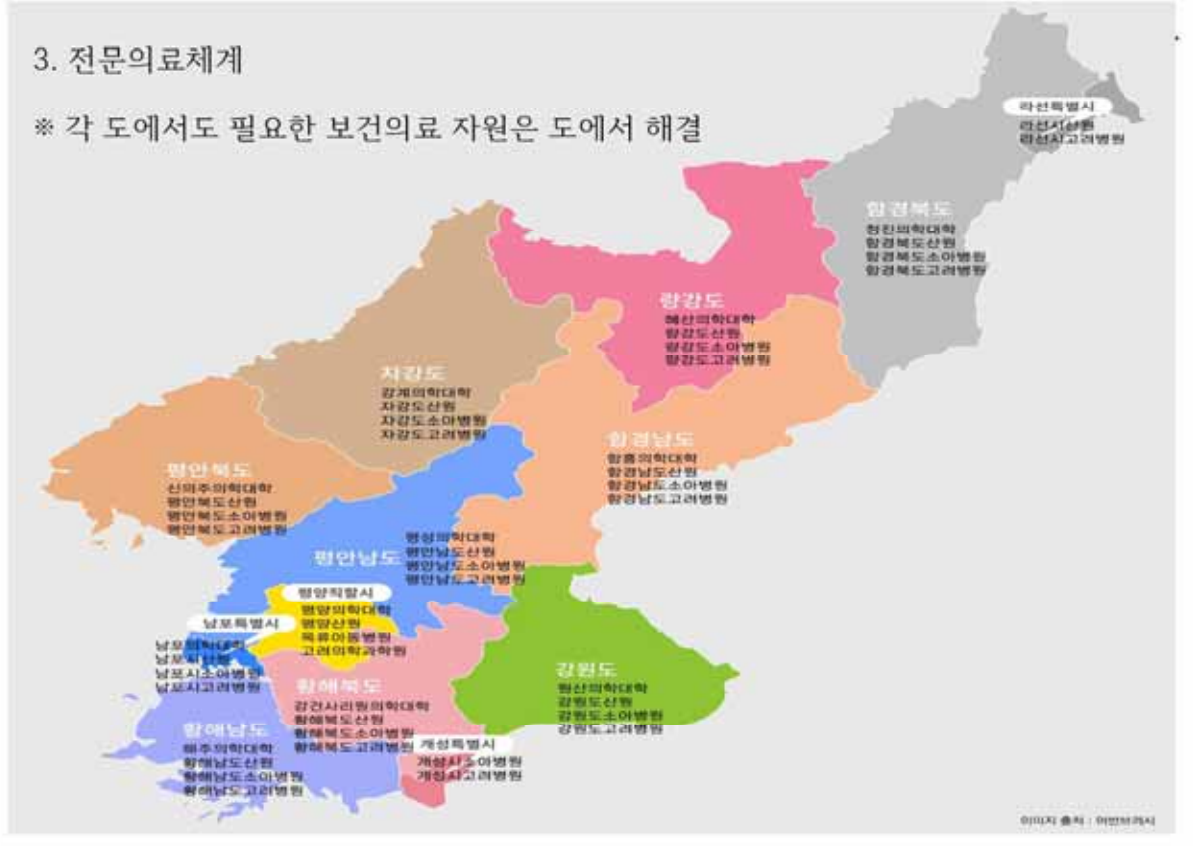 3. 전문의료체계
※ 각 도에서도 필요한 보건의료 자원은 도에서 해결
라선특별시
라선시산원
라선시고려병원
함경북도
청진의학대학
함경북도산원
함경북도소아병원
함경북도고려병원
량강도
혜산의학대학
량강도산원
량강도소아병원
량강도고려병원
자강도
강계의학대학
자강도산원
자강도소아병원
자강도고려병원
함경남도
함흥의학대학
함경남도산원
함경남도소아병원
함경남도고려병원
평안북도
신의주의학대학
평안북도산원
평안북도소아병원
평안북도고려병원
평안남도
평성의학대학
평안남도산원
평안남도소아병원
평안남도고려병원
평양직할시
평양의학대학
평양산원
옥류아동병원
고려의학과학원
남포특별시
남포의학대학
남포시산원
남포시소아병원
남포시고려병원
황해북도
강건사리원의학대학
황해북도산원
황해북도소아병원
황해북도고려병원
강원도
원산의학대학
강원도산원
강원도소아병원
강원도고려병원
황해남도
해주의학대학
황해남도산원
황해남도소아병원
황해남도고려병원
개성특별시
개성시소아병원
개성시고려병원
이미지 출처 :